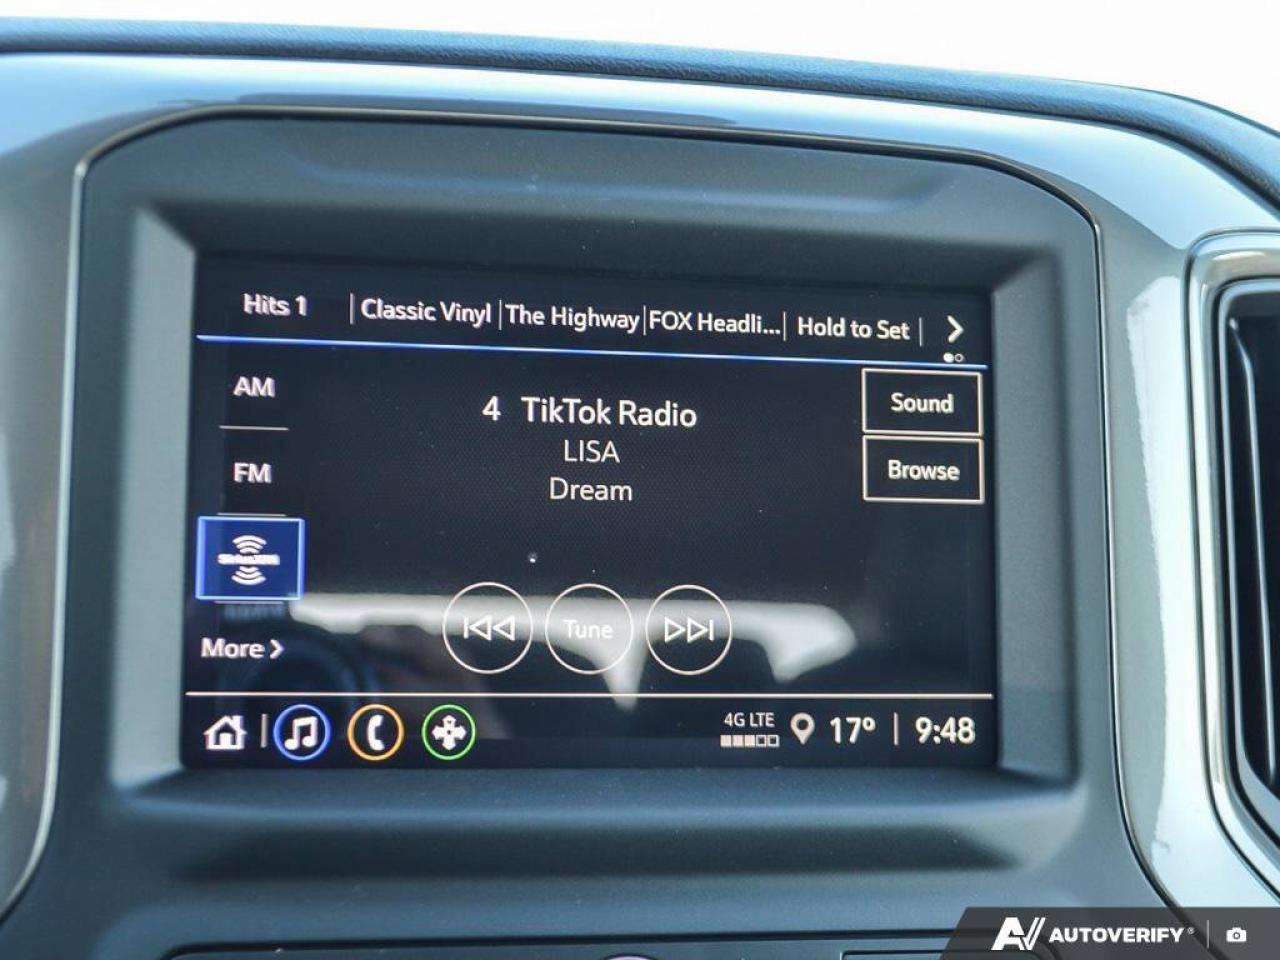 Hits 1 | Classic Vinyl | The Highway | FOX Headli... | Hold to Set |
AM
4 TikTok Radio
Sound
LISA
FM
Browse
Dream
SiriusXM
Tune
More
4G LTE
17° | 9:48
AUTOVERIFY®